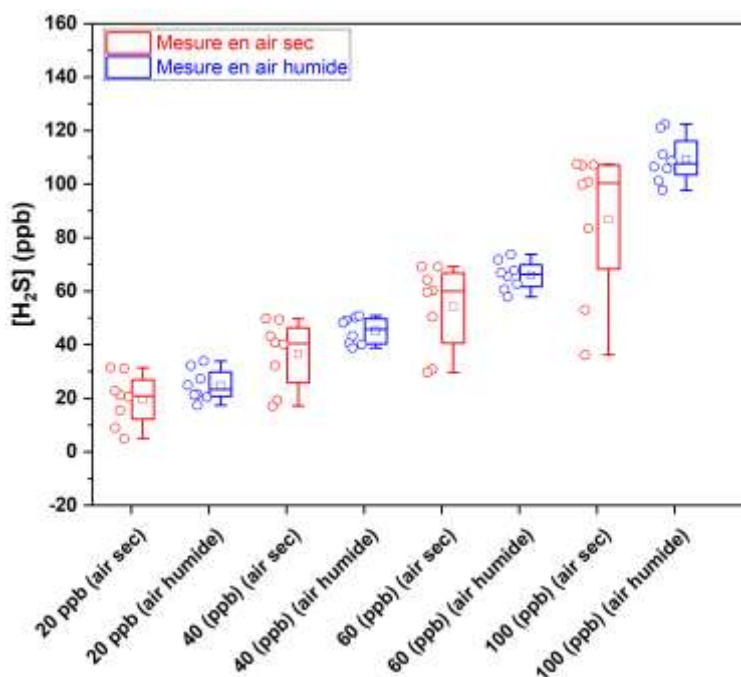 160
140
120
100
80
60
40
20
0
-20
[H₂S] (ppb)
Mesure en air sec
Mesure en air humide
20 ppb (air sec)
20 ppb (air humide)
40 (ppb) (air sec)
40 (ppb) (air humide)
60 (ppb) (air sec)
60 (ppb) (air humide)
100 (ppb) (air sec)
100 (ppb) (air humide)